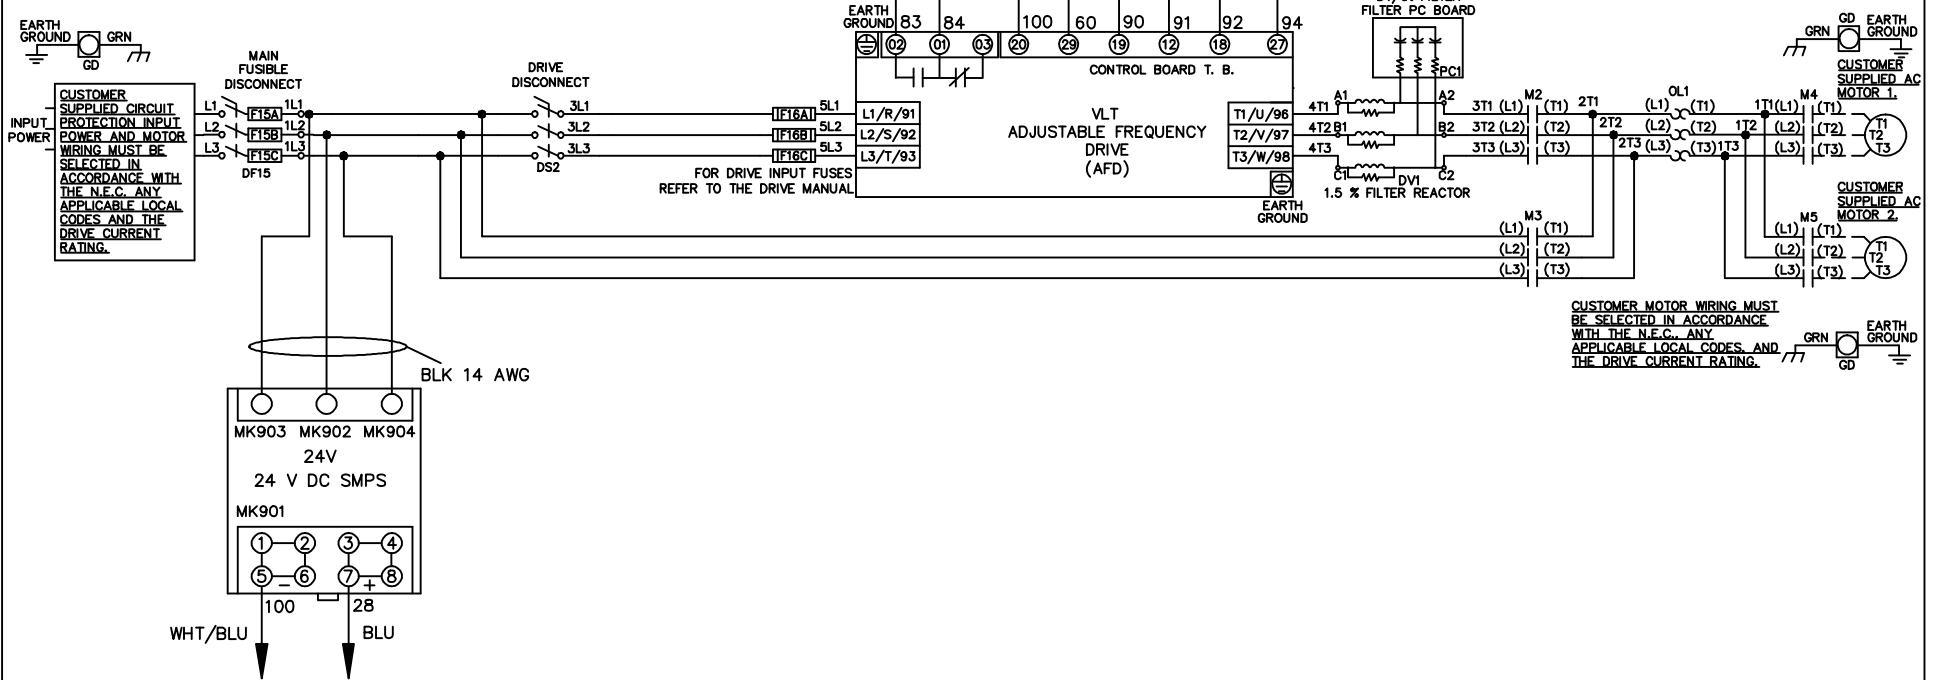 EARTH
GROUND
GRN
GD
INPUT
POWER
CUSTOMER
SUPPLIED CIRCUIT
PROTECTION INPUT
POWER AND MOTOR
WIRING MUST BE
SELECTED IN
ACCORDANCE WITH
THE N.E.C. ANY
APPLICABLE LOCAL
CODES AND THE
DRIVE CURRENT
RATING.
MAIN
FUSIBLE
DISCONNECT
L1 F15A 1L1
L2 F15B 1L2
L3 F15C 1L3
DF15
DRIVE
DISCONNECT
3L1
3L2
3L3
DS2
F16A 5L1
F16B 5L2
F16C 5L3
FOR DRIVE INPUT FUSES
REFER TO THE DRIVE MANUAL
EARTH
GROUND
83 84 100 60 90 91 92 94
02 01 03 20 29 19 12 18 27
CONTROL BOARD T. B.
L1/R/91
L2/S/92
L3/T/93
VLT
ADJUSTABLE FREQUENCY
DRIVE
(AFD)
T1/U/96
T2/V/97
T3/W/98
EARTH
GROUND
FILTER PC BOARD
PC1
4T1 A1 A2
4T2 B1 B2
4T3 C1 C2
DV1
1.5 % FILTER REACTOR
M2
3T1 (L1) (T1) 2T1
3T2 (L2) (T2) 2T2
3T3 (L3) (T3) 2T3
OL1
(L1) (T1) 1T1
(L2) (T2) 1T2
(L3) (T3) 1T3
M4
(L1) (T1)
(L2) (T2)
(L3) (T3)
T1
T2
T3
GRN
GD
EARTH
GROUND
CUSTOMER
SUPPLIED AC
MOTOR 1.
M3
(L1) (T1)
(L2) (T2)
(L3) (T3)
CUSTOMER
SUPPLIED AC
MOTOR 2.
M5
(L1) (T1)
(L2) (T2)
(L3) (T3)
T1
T2
T3
CUSTOMER MOTOR WIRING MUST
BE SELECTED IN ACCORDANCE
WITH THE N.E.C., ANY
APPLICABLE LOCAL CODES, AND
THE DRIVE CURRENT RATING.
GRN
GD
EARTH
GROUND
BLK 14 AWG
MK903 MK902 MK904
24V
24 V DC SMPS
MK901
1 2 3 4
5 6 7 8
– +
100 28
WHT/BLU BLU